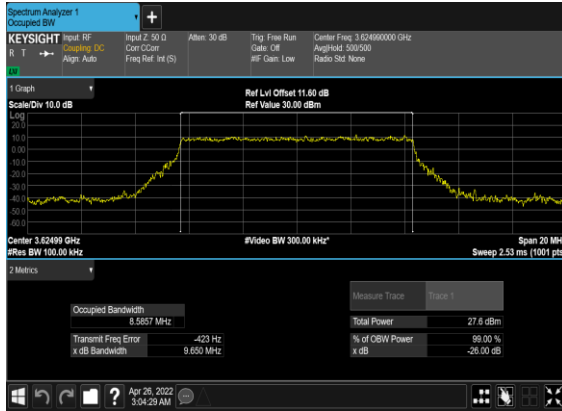 Spectrum Analyzer 1
Occupied BW
+
KEYSIGHT Input: RF Input Z: 50 Ω Atten: 30 dB Trig: Free Run Center Freq: 3.624990000 GHz
R T Coupling: DC Corr CCorr Gate: Off Avg|Hold: 500/500
Align: Auto Freq Ref: Int (S) #IF Gain: Low Radio Std: None
LU
1 Graph Ref Lvl Offset 11.60 dB
Scale/Div 10.0 dB Ref Value 30.00 dBm
Log
20.0
10.0
0.00
-10.0
-20.0
-30.0
-40.0
-50.0
-60.0
Center 3.62499 GHz #Video BW 300.00 kHz* Span 20 MH
#Res BW 100.00 kHz Sweep 2.53 ms (1001 pts
2 Metrics
Measure Trace Trace 1
Occupied Bandwidth
8.5857 MHz Total Power 27.6 dBm
Transmit Freq Error -423 Hz % of OBW Power 99.00 %
x dB Bandwidth 9.650 MHz x dB -26.00 dB
? Apr 26, 2022
3:04:29 AM